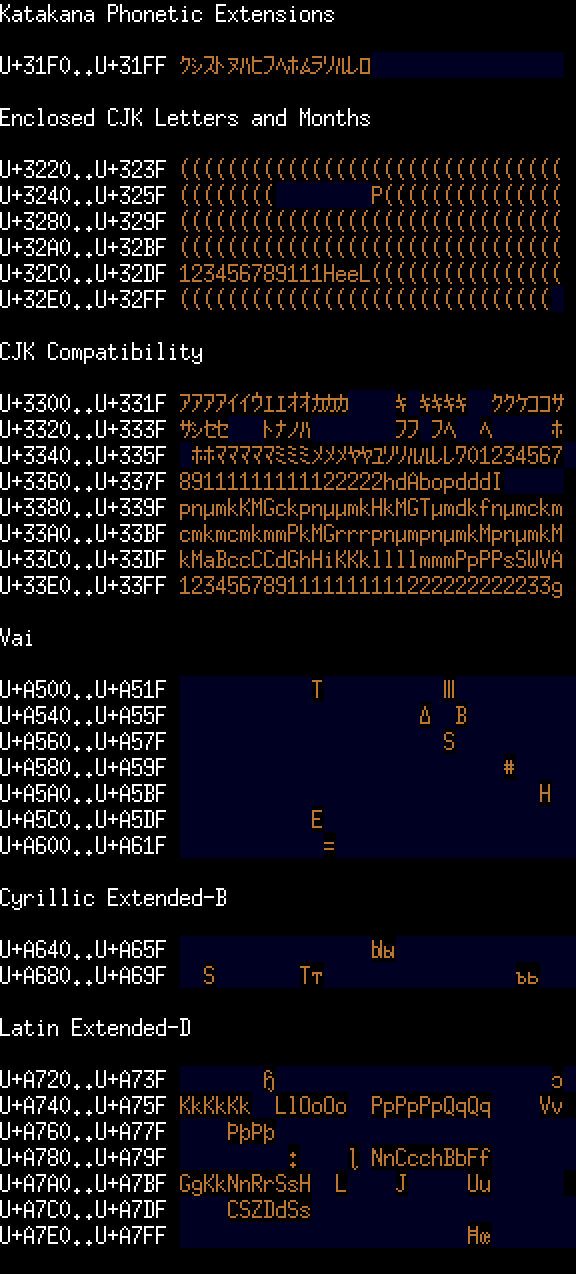 Katakana Phonetic Extensions
U+31F0..U+31FF ｸｼｽﾄﾇﾊﾋﾌﾍﾎﾑﾗﾘﾙﾚﾛ
Enclosed CJK Letters and Months
U+3220..U+323F ((((((((((((((((((((((((((((((((
U+3240..U+325F (((((((( P(((((((((((((((
U+3280..U+329F ((((((((((((((((((((((((((((((((
U+32A0..U+32BF ((((((((((((((((((((((((((((((((
U+32C0..U+32DF 123456789111HeeL((((((((((((((((
U+32E0..U+32FF (((((((((((((((((((((((((((((((
CJK Compatibility
U+3300..U+331F ｱｱｱｱｲｲｳｴｴｵｵｶｶｶ ｷ ｷｷｷｷ ｸｸｹｺｺｻ
U+3320..U+333F ｻｼｾｾ ﾄﾅﾉﾊ ﾌﾌ ﾌﾍ ﾍ ﾎ
U+3340..U+335F ﾎﾎﾏﾏﾏﾏﾏﾐﾐﾐﾒﾒﾒﾔﾔﾕﾘﾘﾙﾙﾚﾚﾜ01234567
U+3360..U+337F 89111111111122222hdAbopdddI
U+3380..U+339F pnμmkKMGckpnμμmkHkMGTμmdkfnμmckm
U+33A0..U+33BF cmkmcmkmmPkMGrrrpnμmpnμmkMpnμmkM
U+33C0..U+33DF kMaBccCCdGhHiKKkllllmmmPpPPsSWVA
U+33E0..U+33FF 1234567891111111111222222222233g
Vai
U+A500..U+A51F T Ⅲ
U+A540..U+A55F Δ B
U+A560..U+A57F S
U+A580..U+A59F #
U+A5A0..U+A5BF H
U+A5C0..U+A5DF E
U+A600..U+A61F =
Cyrillic Extended-B
U+A640..U+A65F Ыы
U+A680..U+A69F S Тт ъь
Latin Extended-D
U+A720..U+A73F ɧ ɔ
U+A740..U+A75F KkKkKk LlOoOo PpPpPpQqQq Vv
U+A760..U+A77F ÞþÞþ
U+A780..U+A79F : l NnCcchBbFf
U+A7A0..U+A7BF GgKkNnRrSsH L J Uu
U+A7C0..U+A7DF CSZDdSs
U+A7E0..U+A7FF Ħœ